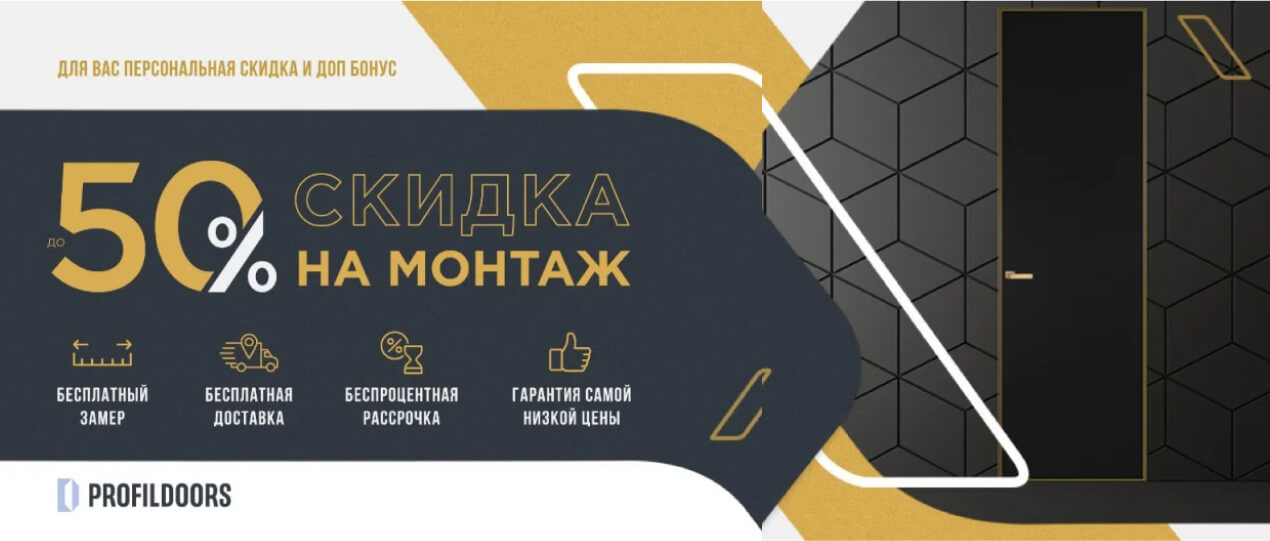 ДЛЯ ВАС ПЕРСОНАЛЬНАЯ СКИДКА И ДОП БОНУС
ДО 50% СКИДКА
НА МОНТАЖ
БЕСПЛАТНЫЙ
ЗАМЕР
БЕСПЛАТНАЯ
ДОСТАВКА
БЕСПРОЦЕНТНАЯ
РАССРОЧКА
ГАРАНТИЯ САМОЙ
НИЗКОЙ ЦЕНЫ
PROFILDOORS